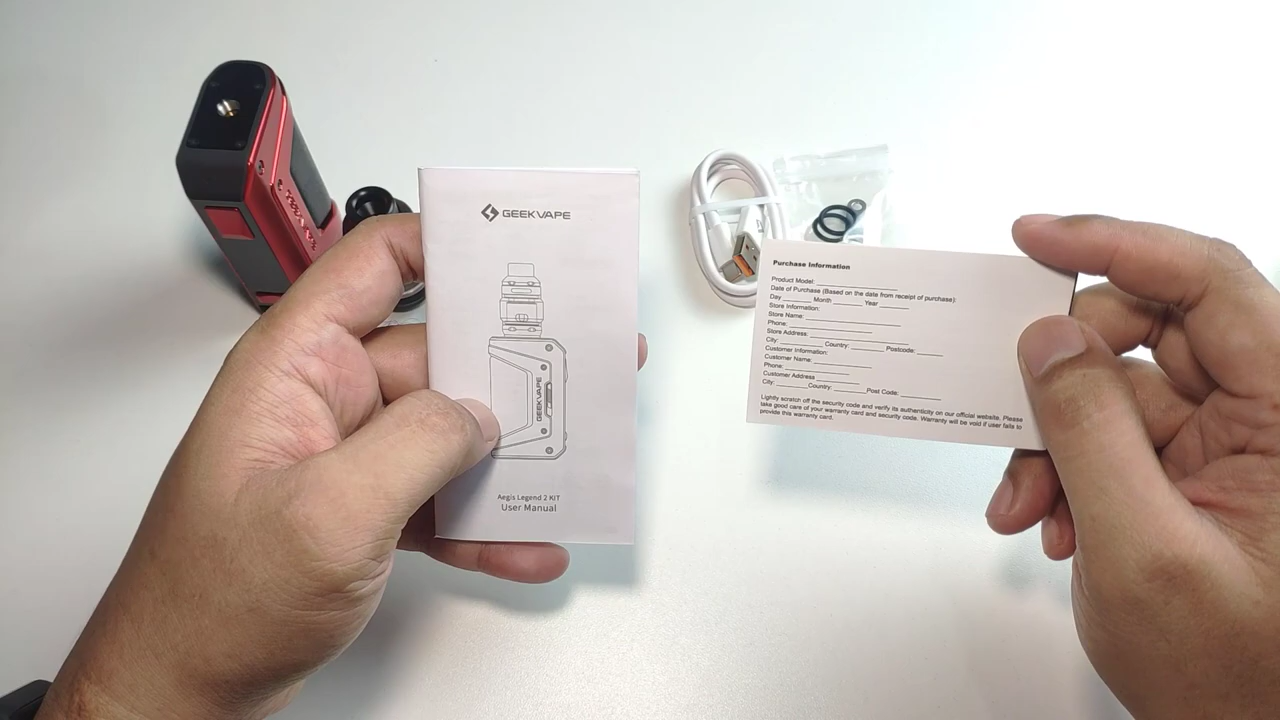 GEEKVAPE
GEEKVAPE
Aegis Legend 2 KIT
User Manual
Purchase Information
Product Model:
Date of Purchase (Based on the date from receipt of purchase):
Day Month Year
Store Information:
Store Name:
Phone:
Store Address:
City: Country: Postcode:
Customer Information:
Customer Name:
Phone:
Customer Address
City: Country: Post Code:
Lightly scratch off the security code and verify its authenticity on our official website. Please
take good care of your warranty card and security code. Warranty will be void if user fails to
provide this warranty card.